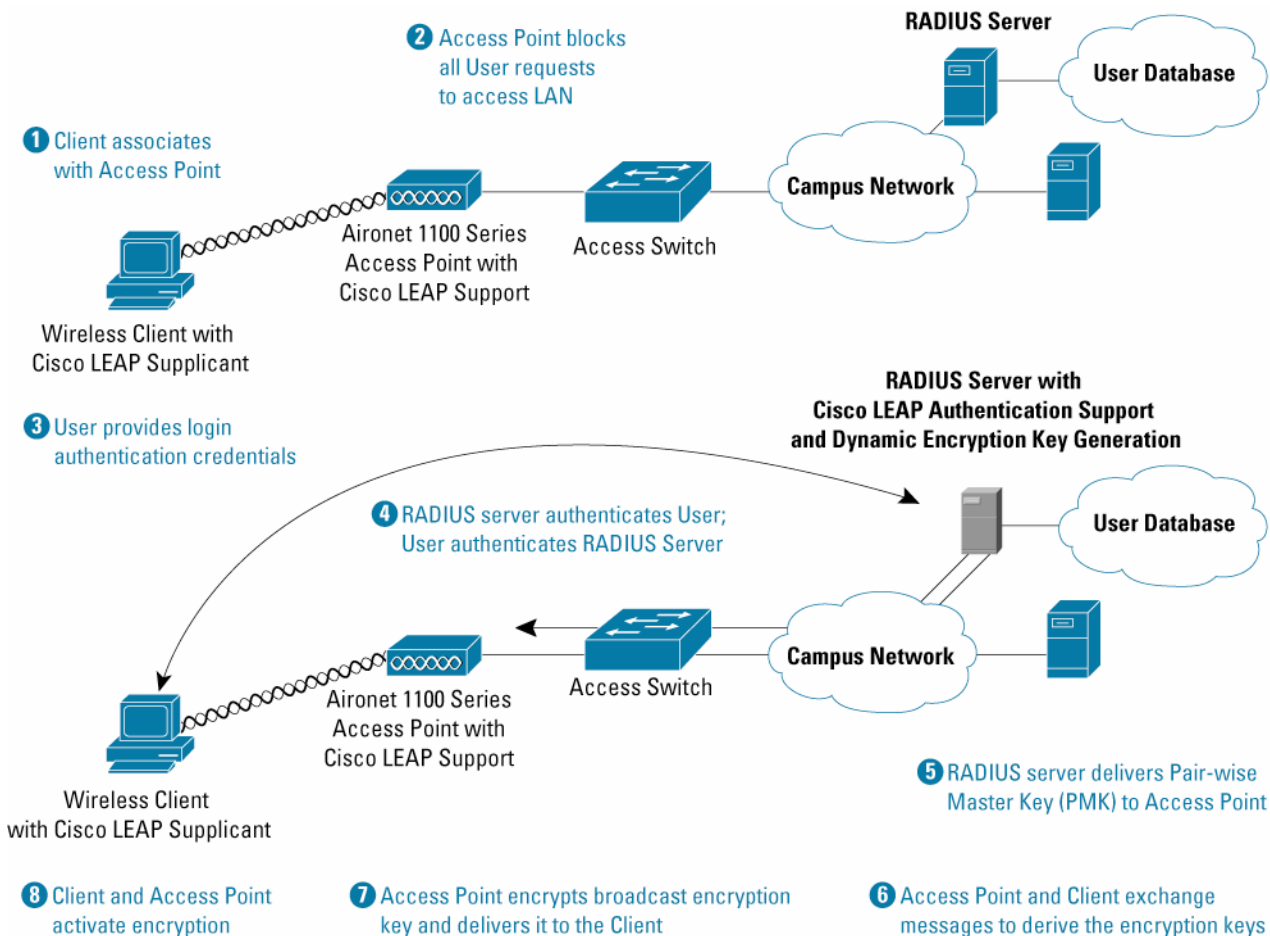 RADIUS Server
2 Access Point blocks
all User requests
to access LAN
User Database
1 Client associates
with Access Point
Campus Network
Aironet 1100 Series
Access Point with
Cisco LEAP Support
Access Switch
Wireless Client with
Cisco LEAP Supplicant
RADIUS Server with
Cisco LEAP Authentication Support
and Dynamic Encryption Key Generation
3 User provides login
authentication credentials
4 RADIUS server authenticates User;
User authenticates RADIUS Server
User Database
Campus Network
Access Switch
Aironet 1100 Series
Access Point with
Cisco LEAP Support
Wireless Client
with Cisco LEAP Supplicant
5 RADIUS server delivers Pair-wise
Master Key (PMK) to Access Point
8 Client and Access Point
activate encryption
7 Access Point encrypts broadcast encryption
key and delivers it to the Client
6 Access Point and Client exchange
messages to derive the encryption keys